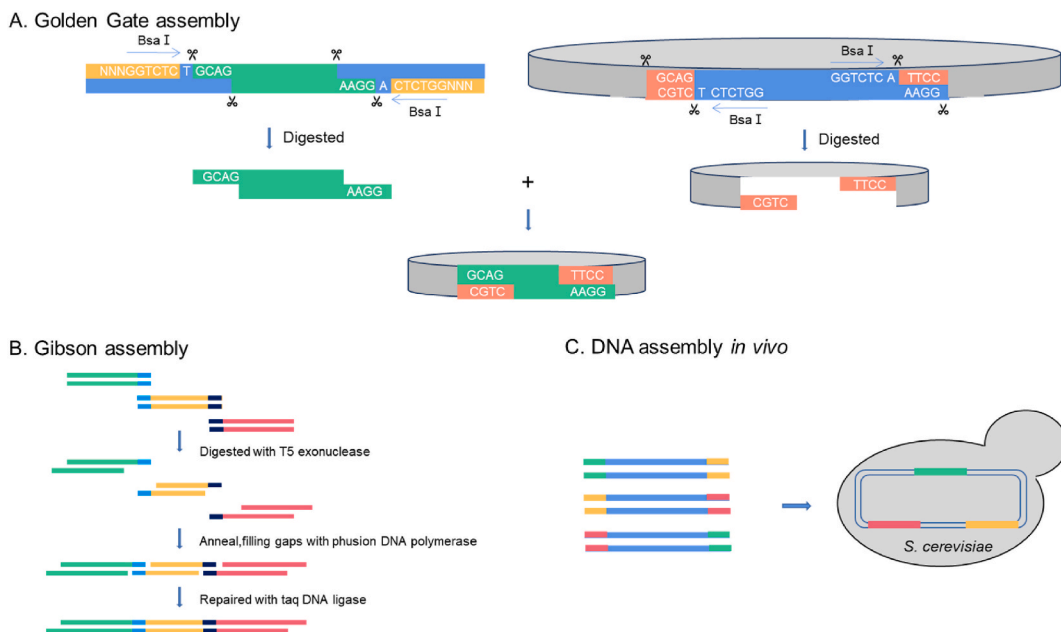 A. Golden Gate assembly
Bsa I
NNNGGTCTC T GCAG
AAGG A CTCTGGNNN
Bsa I
Bsa I
GCAG GGTCTC A TTCC
CGTC T CTCTGG AAGG
Bsa I
Digested
Digested
GCAG
AAGG
+
TTCC
CGTC
GCAG TTCC
CGTC AAGG
B. Gibson assembly
Digested with T5 exonuclease
Anneal,filling gaps with phusion DNA polymerase
Repaired with taq DNA ligase
C. DNA assembly in vivo
S. cerevisiae